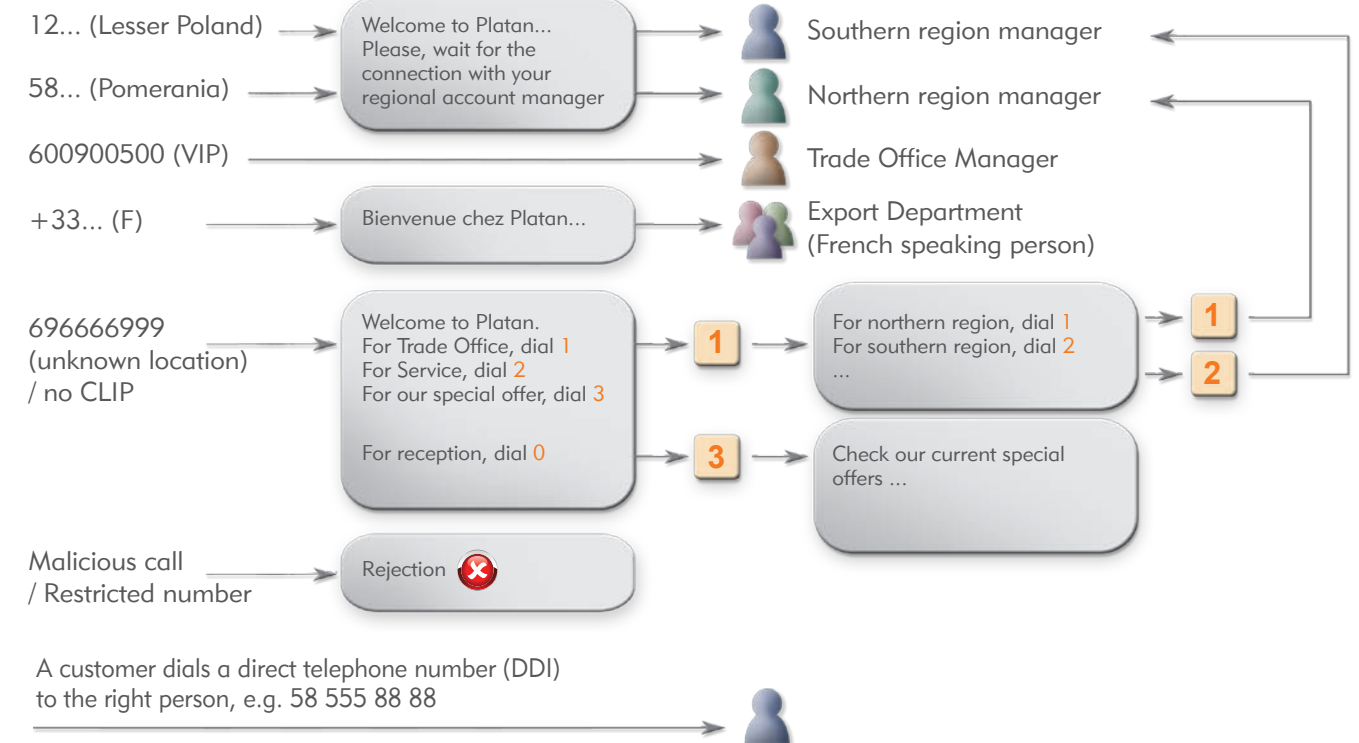 12... (Lesser Poland)
Welcome to Platan...
Please, wait for the
connection with your
regional account manager
Southern region manager
58... (Pomerania)
Northern region manager
600900500 (VIP)
Trade Office Manager
+33... (F)
Bienvenue chez Platan...
Export Department
(French speaking person)
696666999
(unknown location)
/ no CLIP
Welcome to Platan.
For Trade Office, dial 1
For Service, dial 2
For our special offer, dial 3
For reception, dial 0
1
For northern region, dial 1
For southern region, dial 2
...
1
2
3
Check our current special
offers ...
Malicious call
/ Restricted number
Rejection
A customer dials a direct telephone number (DDI)
to the right person, e.g. 58 555 88 88